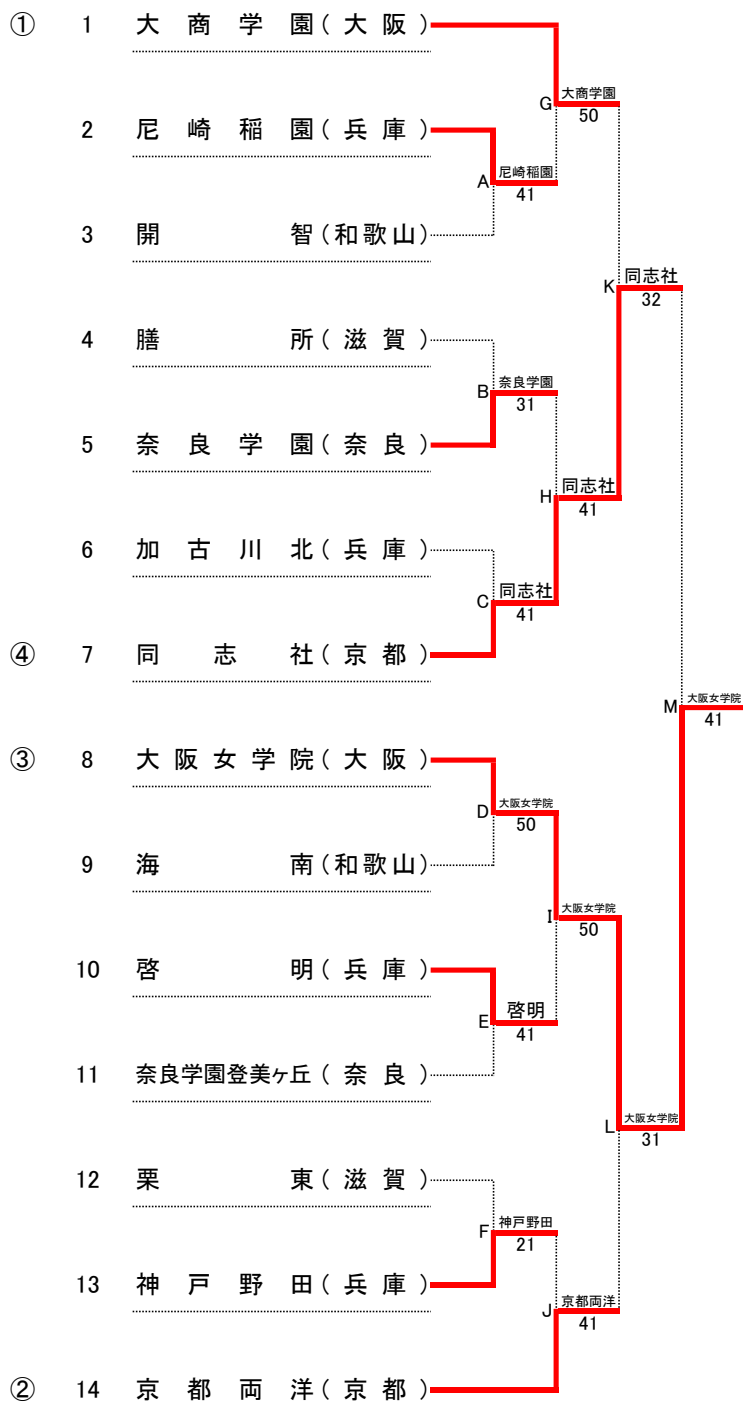 ① 1 大商学園(大阪)
大商学園
G
50
2 尼崎稲園(兵庫)
尼崎稲園
A
41
3 開智(和歌山)
同志社
K
32
4 膳所(滋賀)
奈良学園
B
31
5 奈良学園(奈良)
同志社
H
41
6 加古川北(兵庫)
同志社
C
41
④ 7 同志社(京都)
大阪女学院
M
41
③ 8 大阪女学院(大阪)
大阪女学院
D
50
9 海南(和歌山)
大阪女学院
I
50
10 啓明(兵庫)
啓明
E
41
11 奈良学園登美ヶ丘(奈良)
大阪女学院
L
31
12 栗東(滋賀)
神戸野田
F
21
13 神戸野田(兵庫)
京都両洋
J
41
② 14 京都両洋(京都)